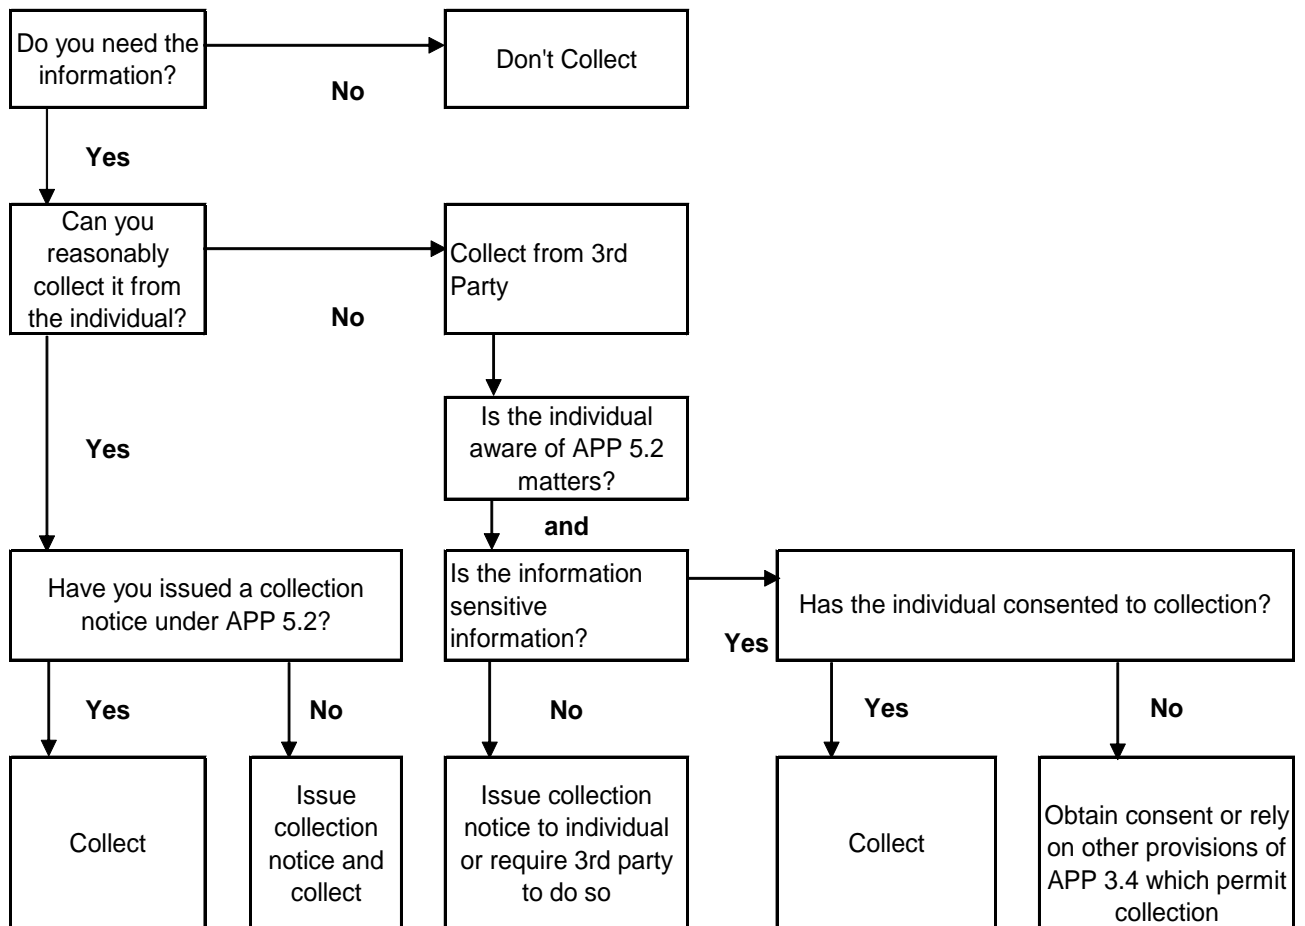 Do you need the
information?
Don't Collect
No
Yes
Can you
reasonably
collect it from
the individual?
Collect from 3rd
Party
No
Is the individual
aware of APP 5.2
matters?
Yes
and
Have you issued a collection
notice under APP 5.2?
Is the information
sensitive
information?
Has the individual consented to collection?
Yes
Yes
No
No
Yes
No
Collect
Issue
collection
notice and
collect
Issue collection
notice to individual
or require 3rd party
to do so
Collect
Obtain consent or rely
on other provisions of
APP 3.4 which permit
collection